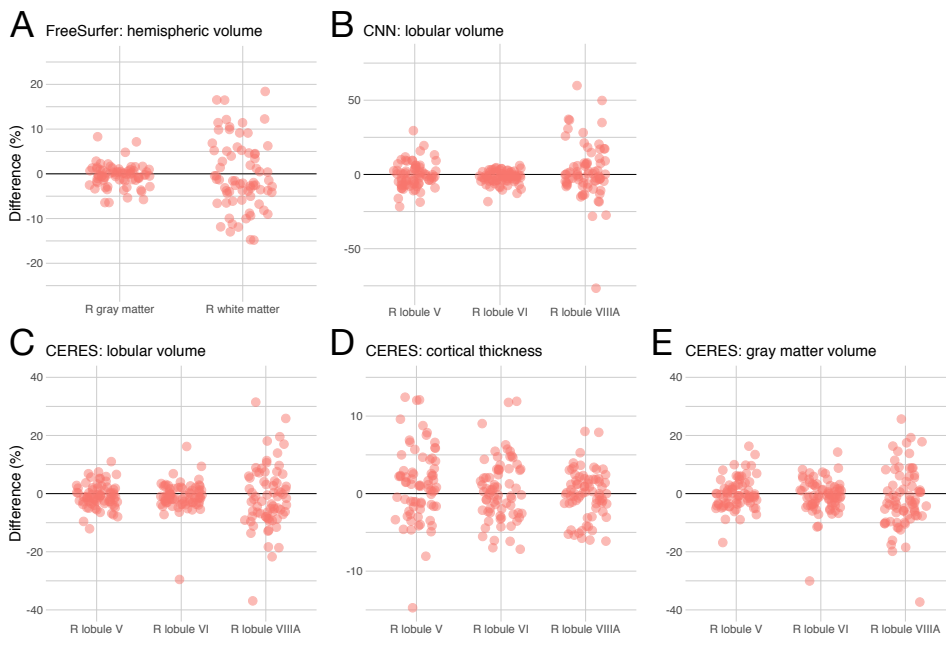 A FreeSurfer: hemispheric volume
Difference (%)
20
10
0
-10
-20
R gray matter R white matter
B CNN: lobular volume
50
0
-50
R lobule V R lobule VI R lobule VIIIA
C CERES: lobular volume
Difference (%)
40
20
0
-20
-40
R lobule V R lobule VI R lobule VIIIA
D CERES: cortical thickness
10
0
-10
R lobule V R lobule VI R lobule VIIIA
E CERES: gray matter volume
40
20
0
-20
-40
R lobule V R lobule VI R lobule VIIIA